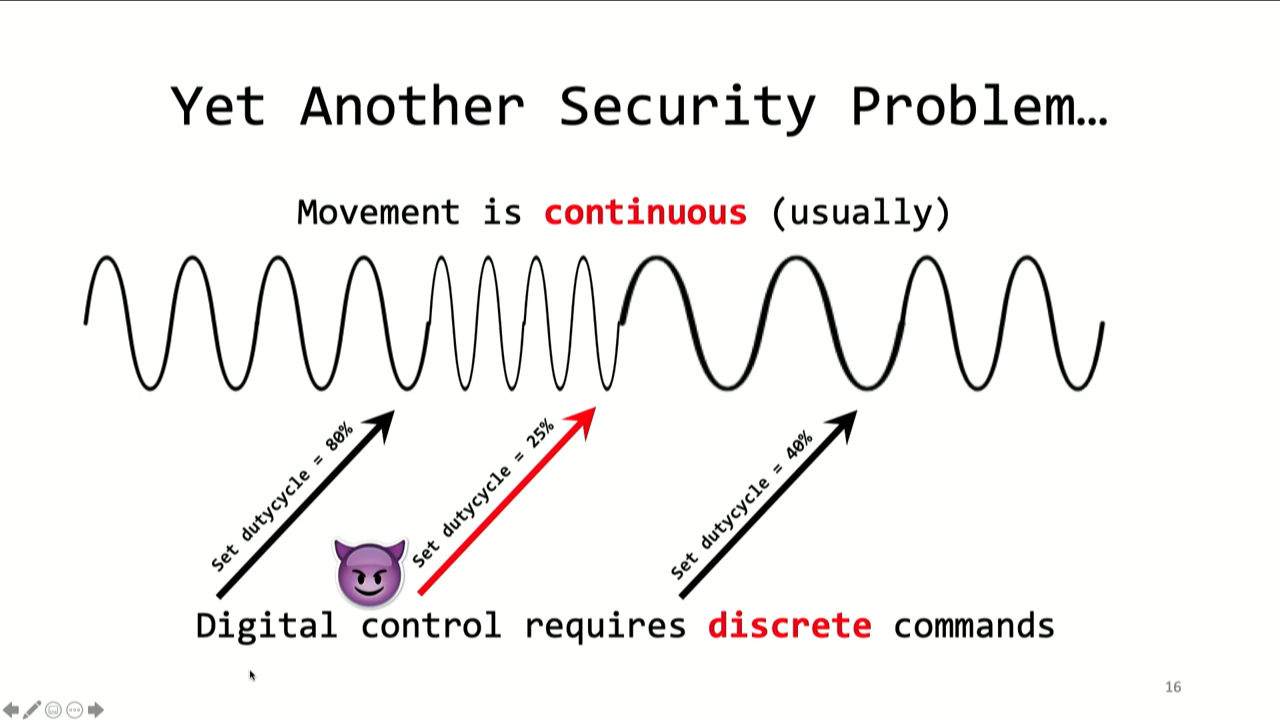 Yet Another Security Problem…
Movement is continuous (usually)
Set dutycycle = 80%
Set dutycycle = 25%
Set dutycycle = 40%
Digital control requires discrete commands
16